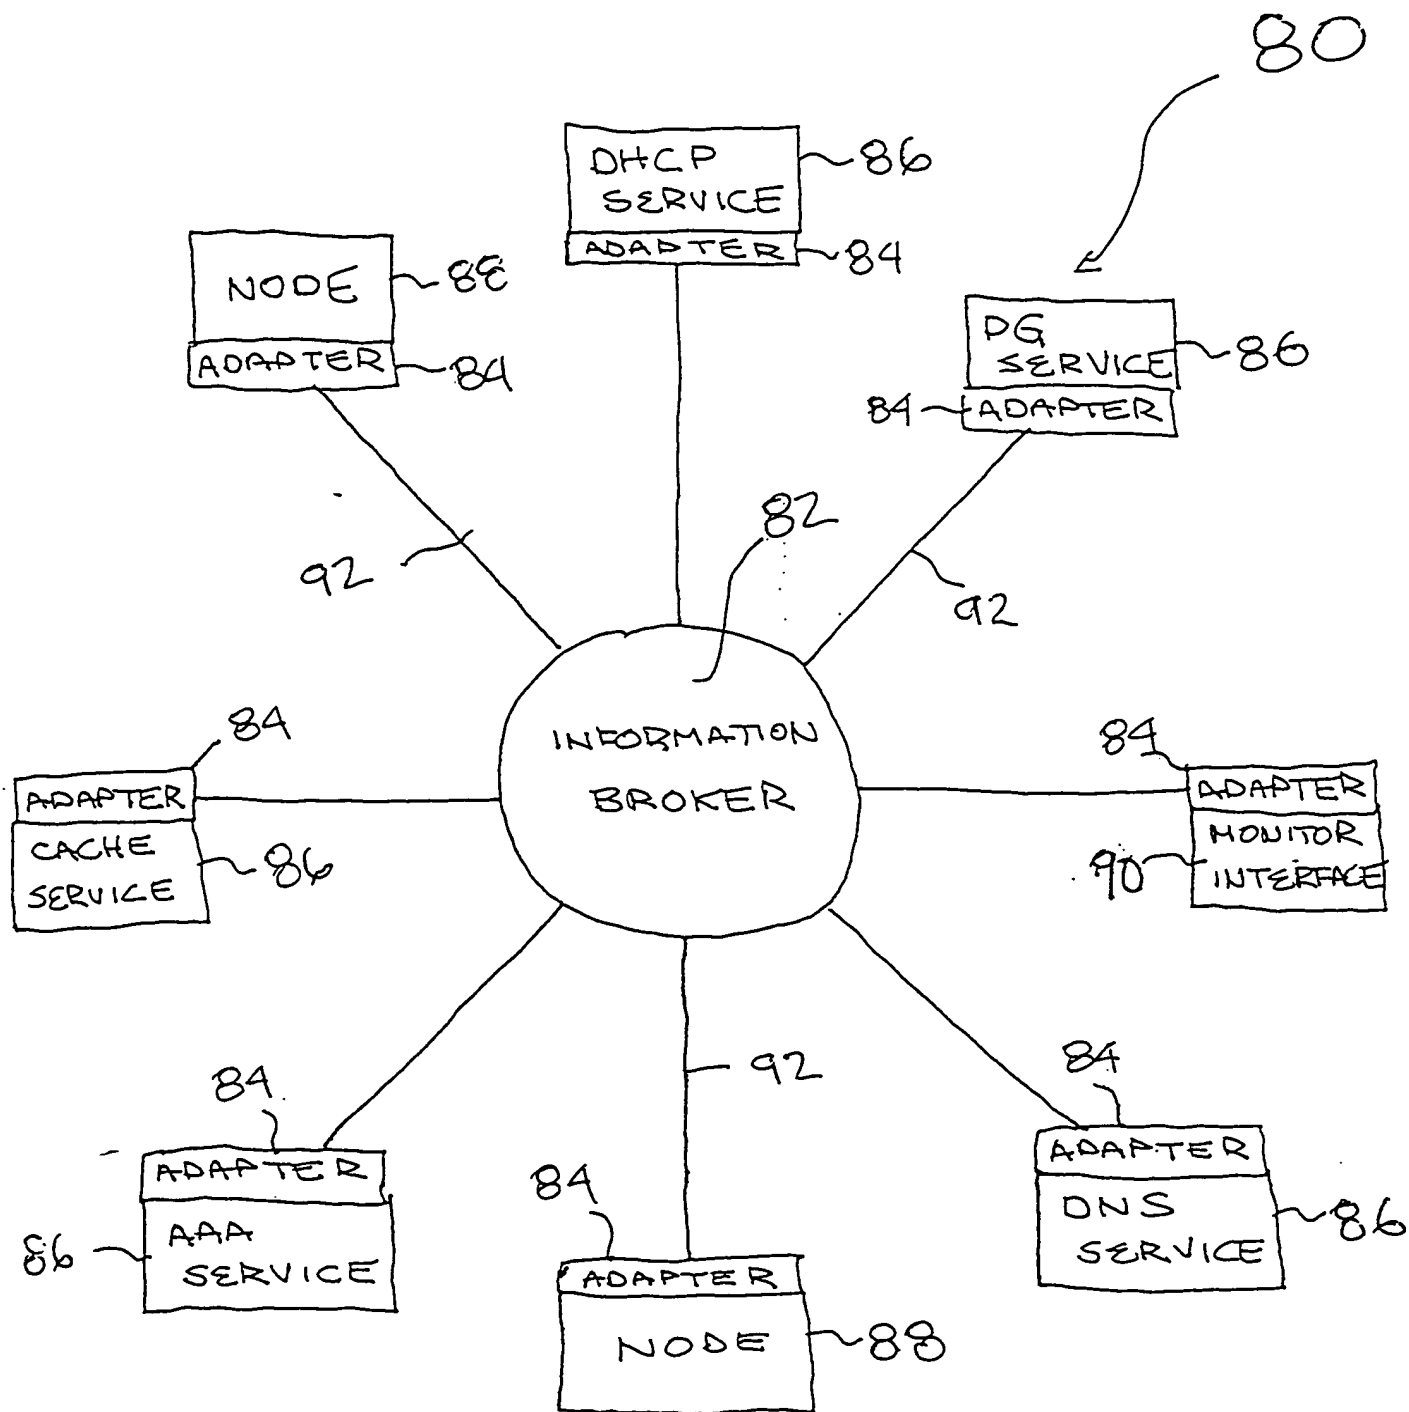 80
DHCP
SERVICE
86
ADAPTER
84
NODE
88
ADAPTER
84
PG
SERVICE
86
84
ADAPTER
82
92
92
INFORMATION
BROKER
84
ADAPTER
CACHE
SERVICE
86
84
ADAPTER
MONITOR
INTERFACE
90
92
84
ADAPTER
AAA
SERVICE
86
84
ADAPTER
NODE
88
84
ADAPTER
DNS
SERVICE
86